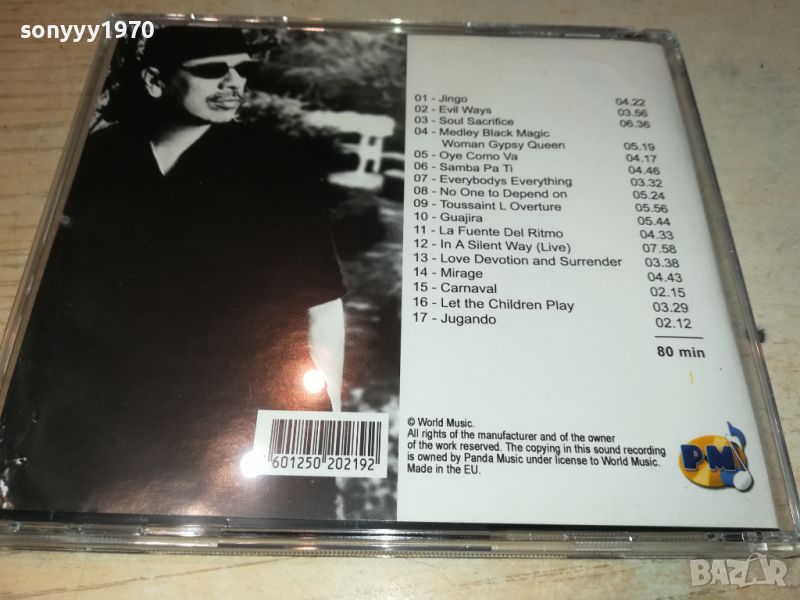 sonyyy1970
01 - Jingo 04.22
02 - Evil Ways 03.56
03 - Soul Sacrifice 06.36
04 - Medley Black Magic
Woman Gypsy Queen 05.19
05 - Oye Como Va 04.17
06 - Samba Pa Ti 04.46
07 - Everybodys Everything 03.32
08 - No One to Depend on 05.24
09 - Toussaint L Overture 05.56
10 - Guajira 05.44
11 - La Fuente Del Ritmo 04.33
12 - In A Silent Way (Live) 07.58
13 - Love Devotion and Surrender 03.38
14 - Mirage 04.43
15 - Carnaval 02.15
16 - Let the Children Play 03.29
17 - Jugando 02.12
80 min
© World Music.
All rights of the manufacturer and of the owner
of the work reserved. The copying in this sound recording
is owned by Panda Music under license to World Music.
Made in the EU.
P·M
601250 202192
BAZAR